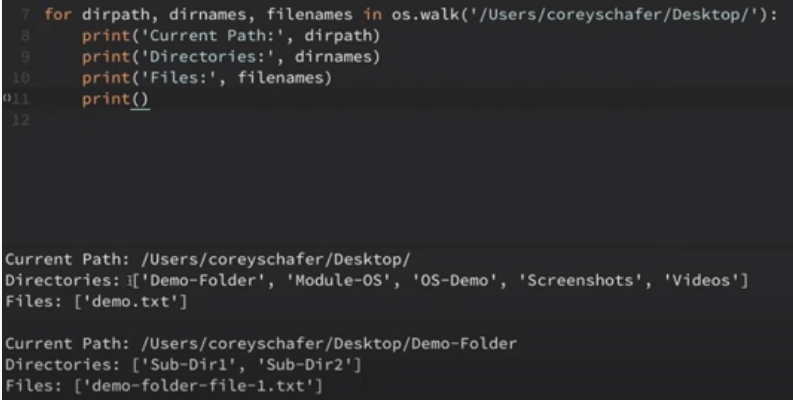 7 for dirpath, dirnames, filenames in os.walk('/Users/coreyschafer/Desktop/'):
8     print('Current Path:', dirpath)
9     print('Directories:', dirnames)
10     print('Files:', filenames)
11     print()
12
Current Path: /Users/coreyschafer/Desktop/
Directories: ['Demo-Folder', 'Module-OS', 'OS-Demo', 'Screenshots', 'Videos']
Files: ['demo.txt']
Current Path: /Users/coreyschafer/Desktop/Demo-Folder
Directories: ['Sub-Dir1', 'Sub-Dir2']
Files: ['demo-folder-file-1.txt']